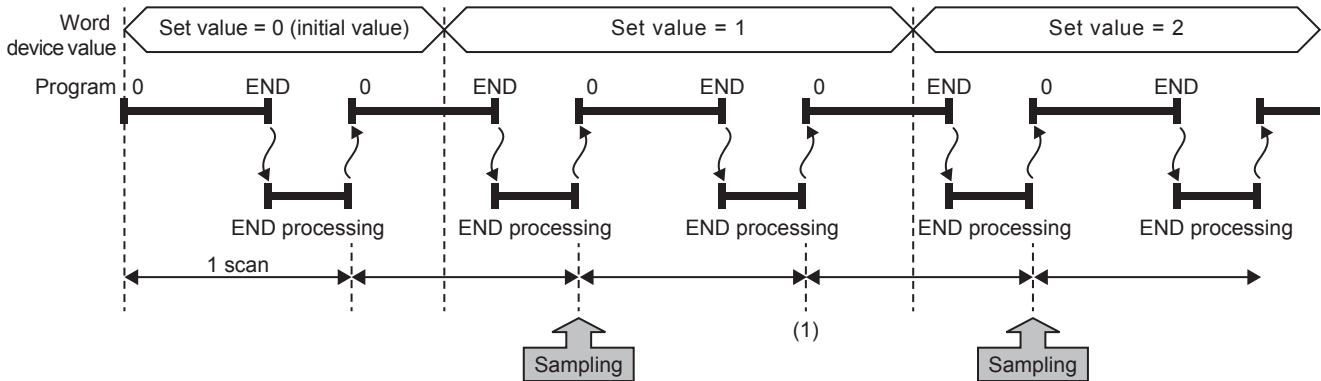 Word
device value
Set value = 0 (initial value)
Set value = 1
Set value = 2
Program
0
END
0
END
0
END
0
END
0
END
END processing
END processing
END processing
END processing
END processing
1 scan
(1)
Sampling
Sampling